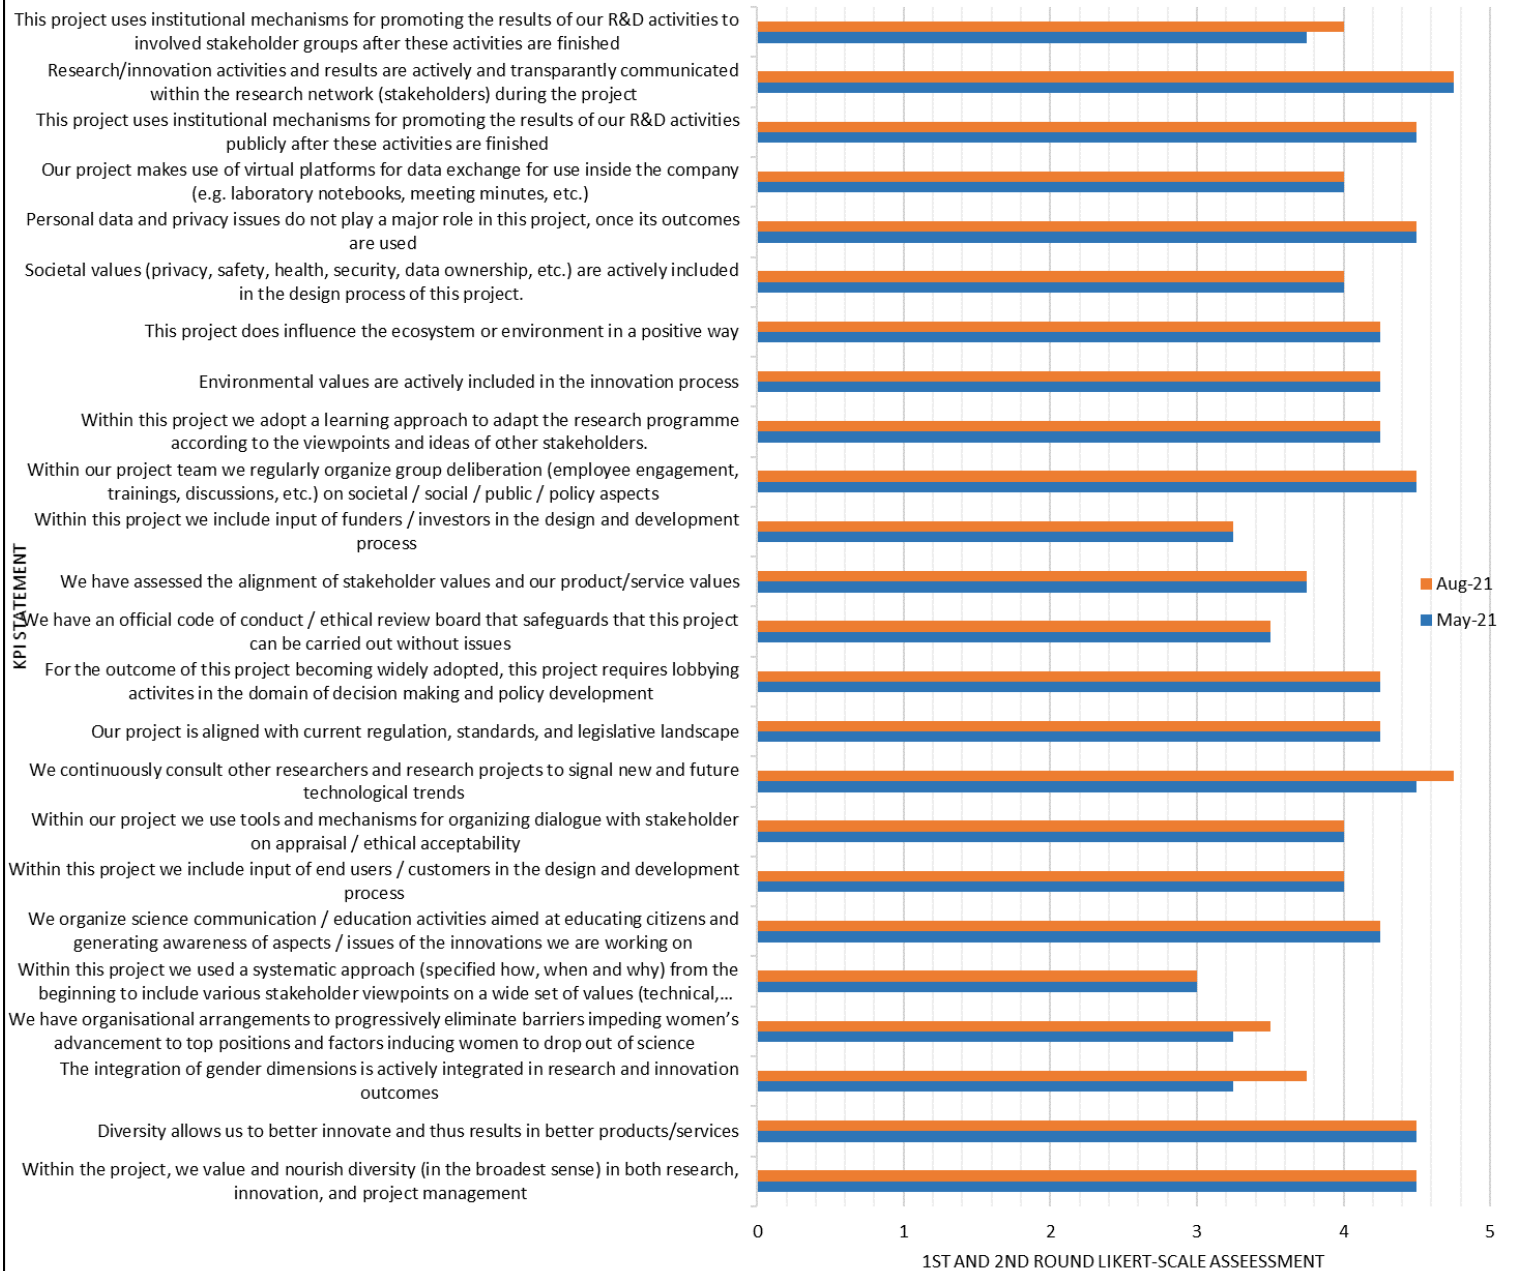 This project uses institutional mechanisms for promoting the results of our R&D activities to
involved stakeholder groups after these activities are finished
Research/innovation activities and results are actively and transparantly communicated
within the research network (stakeholders) during the project
This project uses institutional mechanisms for promoting the results of our R&D activities
publicly after these activities are finished
Our project makes use of virtual platforms for data exchange for use inside the company
(e.g. laboratory notebooks, meeting minutes, etc.)
Personal data and privacy issues do not play a major role in this project, once its outcomes
are used
Societal values (privacy, safety, health, security, data ownership, etc.) are actively included
in the design process of this project.
This project does influence the ecosystem or environment in a positive way
Environmental values are actively included in the innovation process
Within this project we adopt a learning approach to adapt the research programme
according to the viewpoints and ideas of other stakeholders.
Within our project team we regularly organize group deliberation (employee engagement,
trainings, discussions, etc.) on societal / social / public / policy aspects
Within this project we include input of funders / investors in the design and development
process
We have assessed the alignment of stakeholder values and our product/service values
We have an official code of conduct / ethical review board that safeguards that this project
can be carried out without issues
For the outcome of this project becoming widely adopted, this project requires lobbying
activites in the domain of decision making and policy development
Our project is aligned with current regulation, standards, and legislative landscape
We continuously consult other researchers and research projects to signal new and future
technological trends
Within our project we use tools and mechanisms for organizing dialogue with stakeholder
on appraisal / ethical acceptability
Within this project we include input of end users / customers in the design and development
process
We organize science communication / education activities aimed at educating citizens and
generating awareness of aspects / issues of the innovations we are working on
Within this project we used a systematic approach (specified how, when and why) from the
beginning to include various stakeholder viewpoints on a wide set of values (technical,...
We have organisational arrangements to progressively eliminate barriers impeding women's
advancement to top positions and factors inducing women to drop out of science
The integration of gender dimensions is actively integrated in research and innovation
outcomes
Diversity allows us to better innovate and thus results in better products/services
Within the project, we value and nourish diversity (in the broadest sense) in both research,
innovation, and project management
KPI STATEMENT
Aug-21
May-21
0 1 2 3 4 5
1ST AND 2ND ROUND LIKERT-SCALE ASSEESSMENT